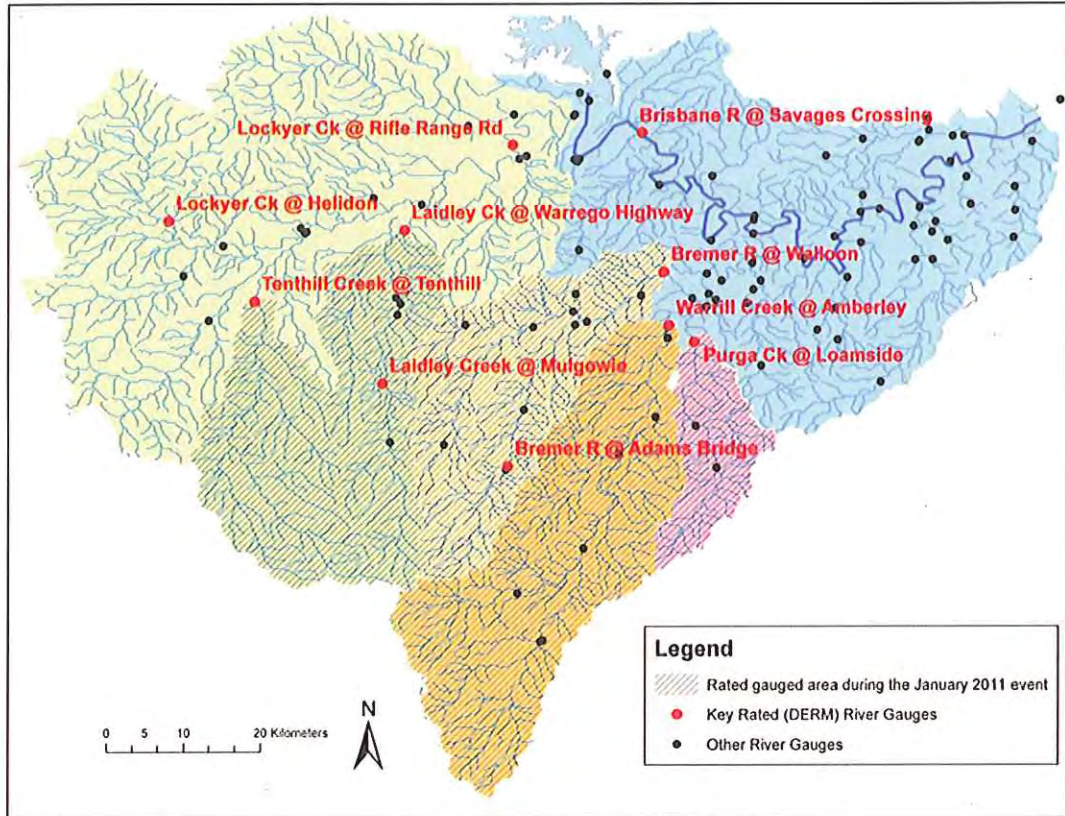 Brisbane R @ Savages Crossing
Lockyer Ck @ Rifle Range Rd
Lockyer Ck @ Helidon
Laidley Ck @ Warrego Highway
Bremer R @ Walloon
Tenthill Creek @ Tenthill
Warrill Creek @ Amberley
Purga Ck @ Loamside
Laidley Creek @ Mulgowie
Bremer R @ Adams Bridge
Legend
Rated gauged area during the January 2011 event
Key Rated (DERM) River Gauges
Other River Gauges
N
0 5 10 20 Kilometers